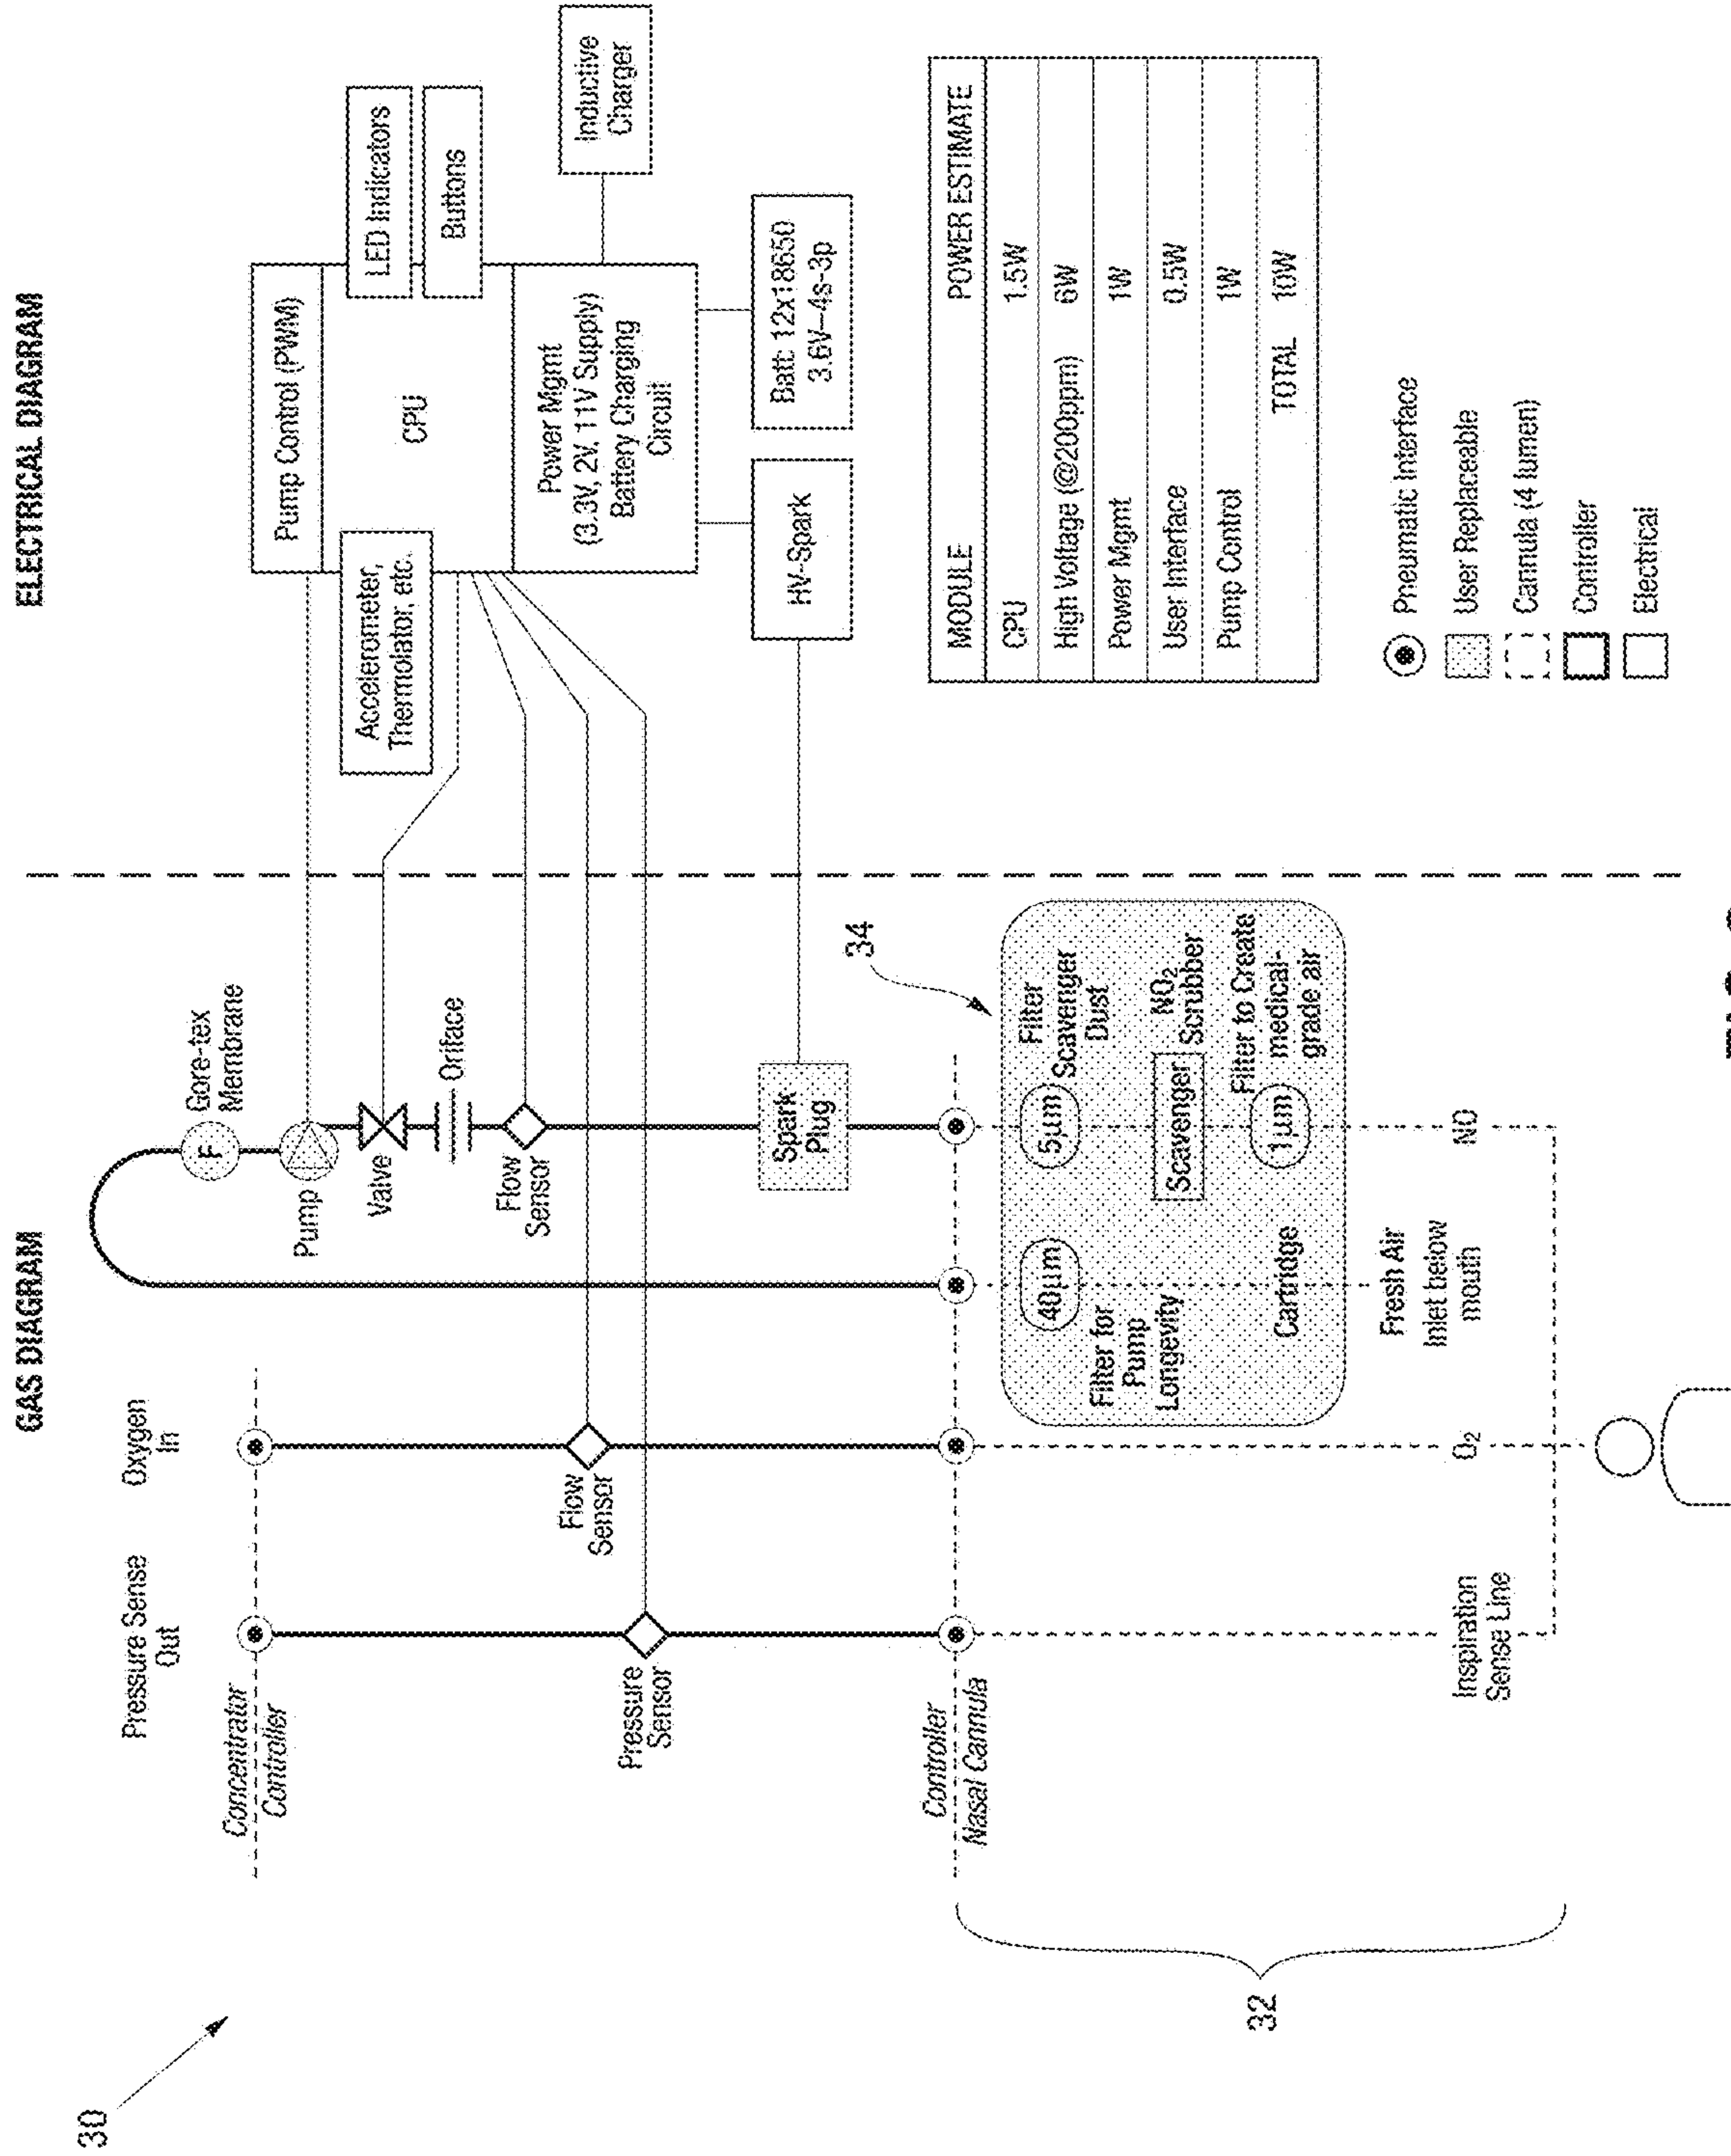 30
GAS DIAGRAM
ELECTRICAL DIAGRAM
Pressure Sense
Out
Oxygen
In
Concentrator
Controller
Gore-tex
Membrane
F
Pump
Valve
Oriface
Flow
Sensor
Flow
Sensor
Pressure
Sensor
Spark
Plug
Controller
Nasal Cannula
34
40µm
Filter for
Pump
Longevity
Cartridge
5µm
Filter
Scavenger
Dust
Scavenger
NO₂
Scrubber
1µm
Filter to Create
medical-
grade air
Inspiration
Sense Line
O₂
Fresh Air
Inlet below
mouth
NO
32
Pump Control (PWM)
CPU
LED Indicators
Buttons
Accelerometer,
Thermolator, etc.
Power Mgmt
(3.3V, 2V, 11V Supply)
Battery Charging
Circuit
Inductive
Charger
HV-Spark
Batt: 12x18650
3.6V–4s-3p
MODULE POWER ESTIMATE
CPU 1.5W
High Voltage (@200ppm) 6W
Power Mgmt 1W
User Interface 0.5W
Pump Control 1W
TOTAL 10W
Pneumatic Interface
User Replaceable
Cannula (4 lumen)
Controller
Electrical